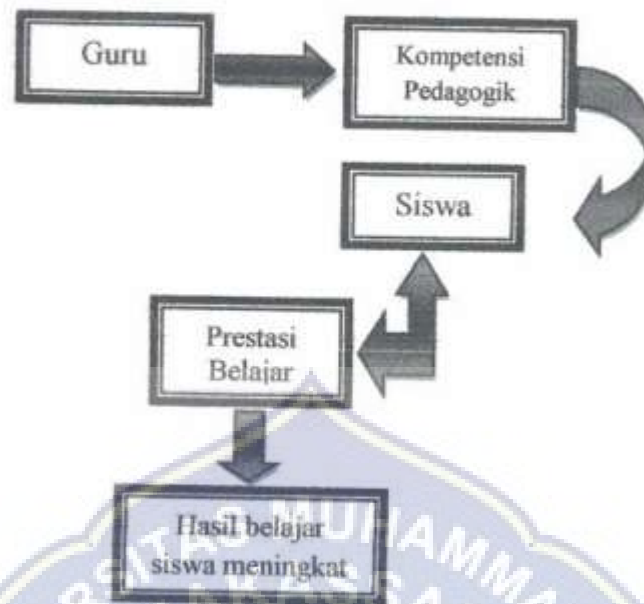 Guru
Kompetensi
Pedagogik
Siswa
Prestasi
Belajar
Hasil belajar
siswa meningkat